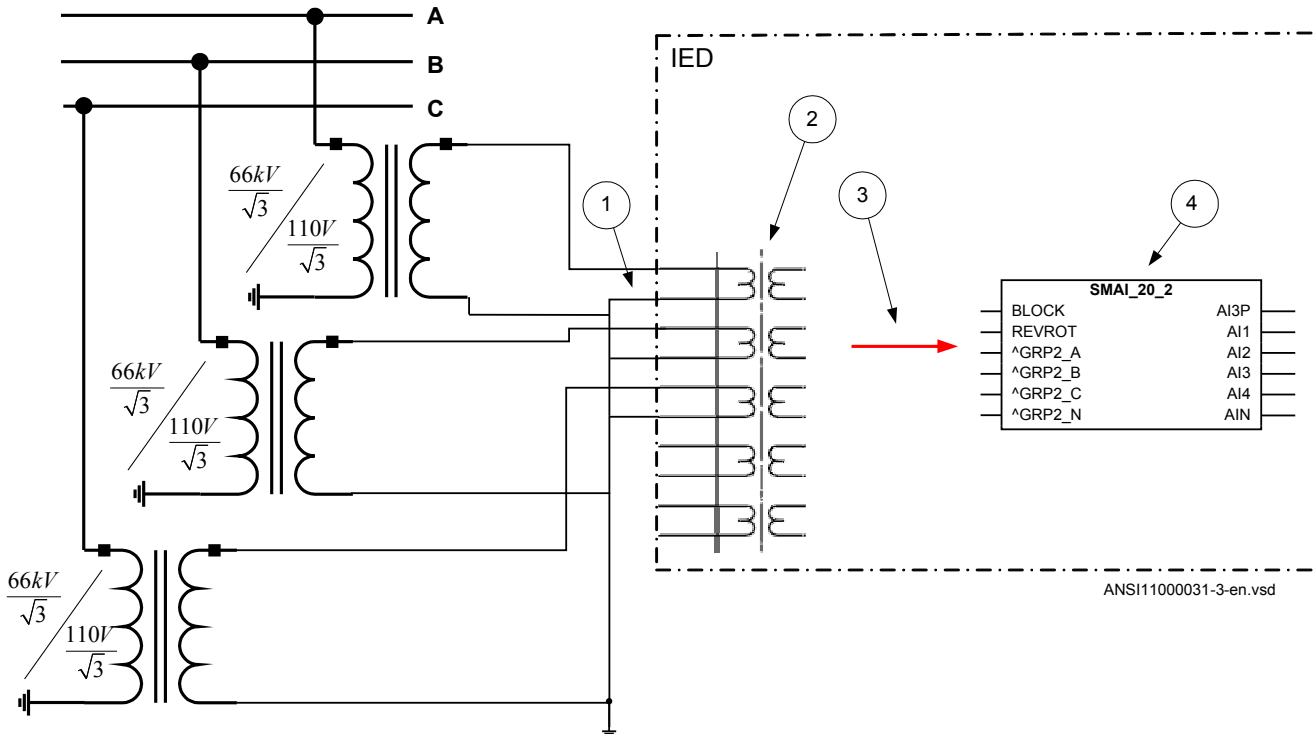 A
B
C
IED
66kV
√3
110V
√3
66kV
√3
110V
√3
66kV
√3
110V
√3
1
2
3
4
SMAI_20_2
BLOCK AI3P
REVROT AI1
^GRP2_A AI2
^GRP2_B AI3
^GRP2_C AI4
^GRP2_N AIN
ANSI11000031-3-en.vsd